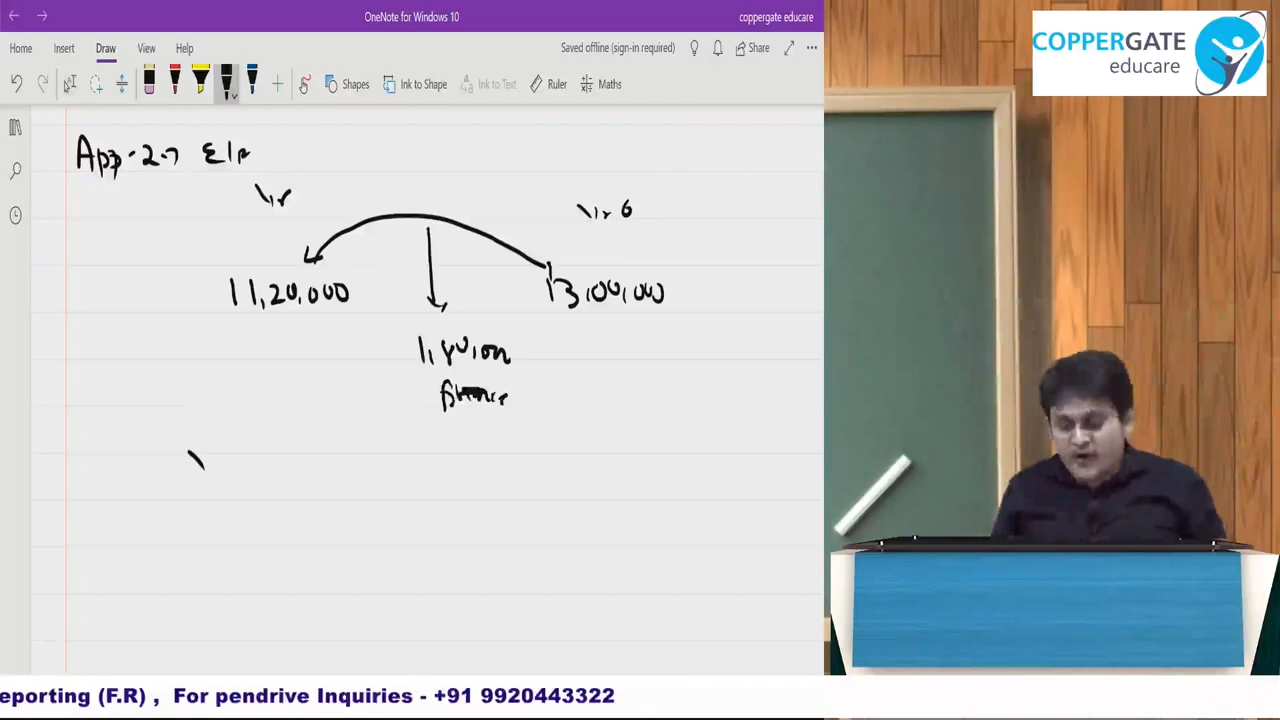 OneNote for Windows 10
coppergate educare
Home Insert Draw View Help
Saved offline (sign-in required) Share
Shapes Ink to Shape Ink to Text Ruler Maths
COPPERGATE
educare
App-2
11,20,000
13,00,000
eporting (F.R) , For pendrive Inquiries - +91 9920443322